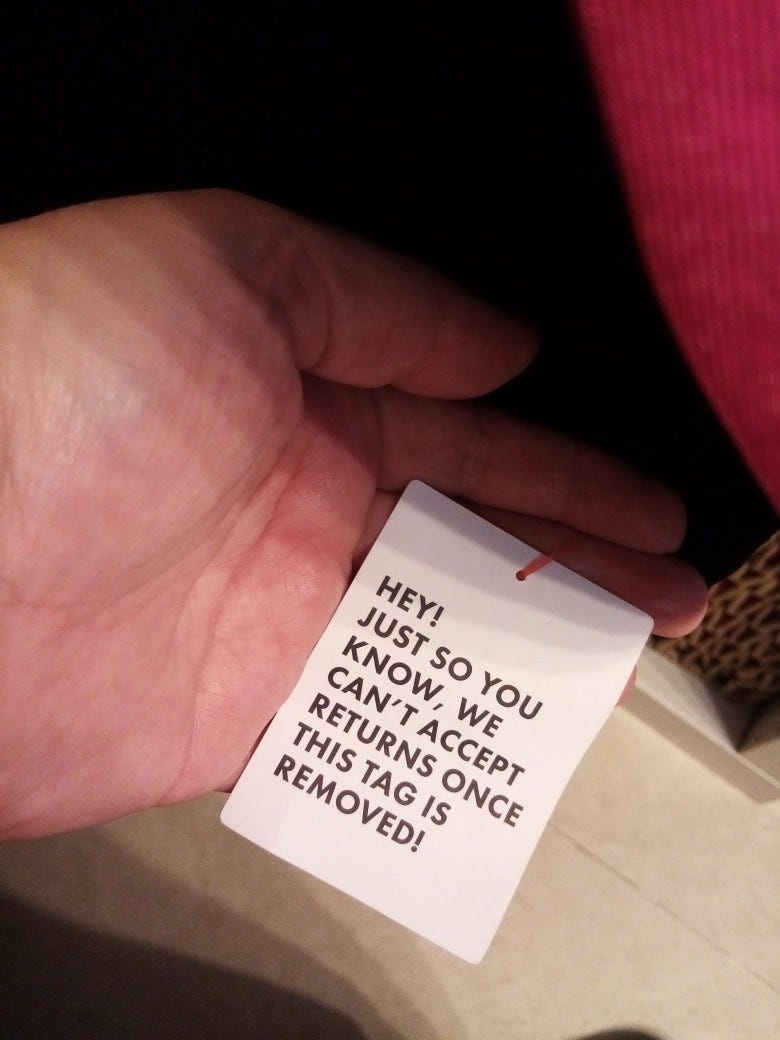 HEY!
JUST SO YOU
KNOW, WE
CAN'T ACCEPT
RETURNS ONCE
THIS TAG IS
REMOVED!